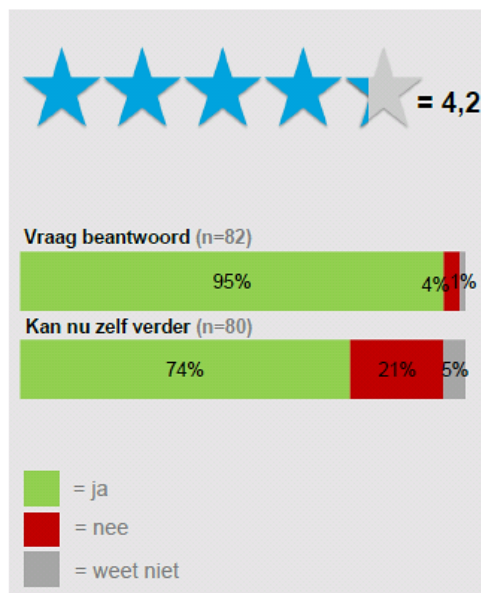 = 4,2
Vraag beantwoord (n=82)
95% 4% 1%
Kan nu zelf verder (n=80)
74% 21% 5%
= ja
= nee
= weet niet